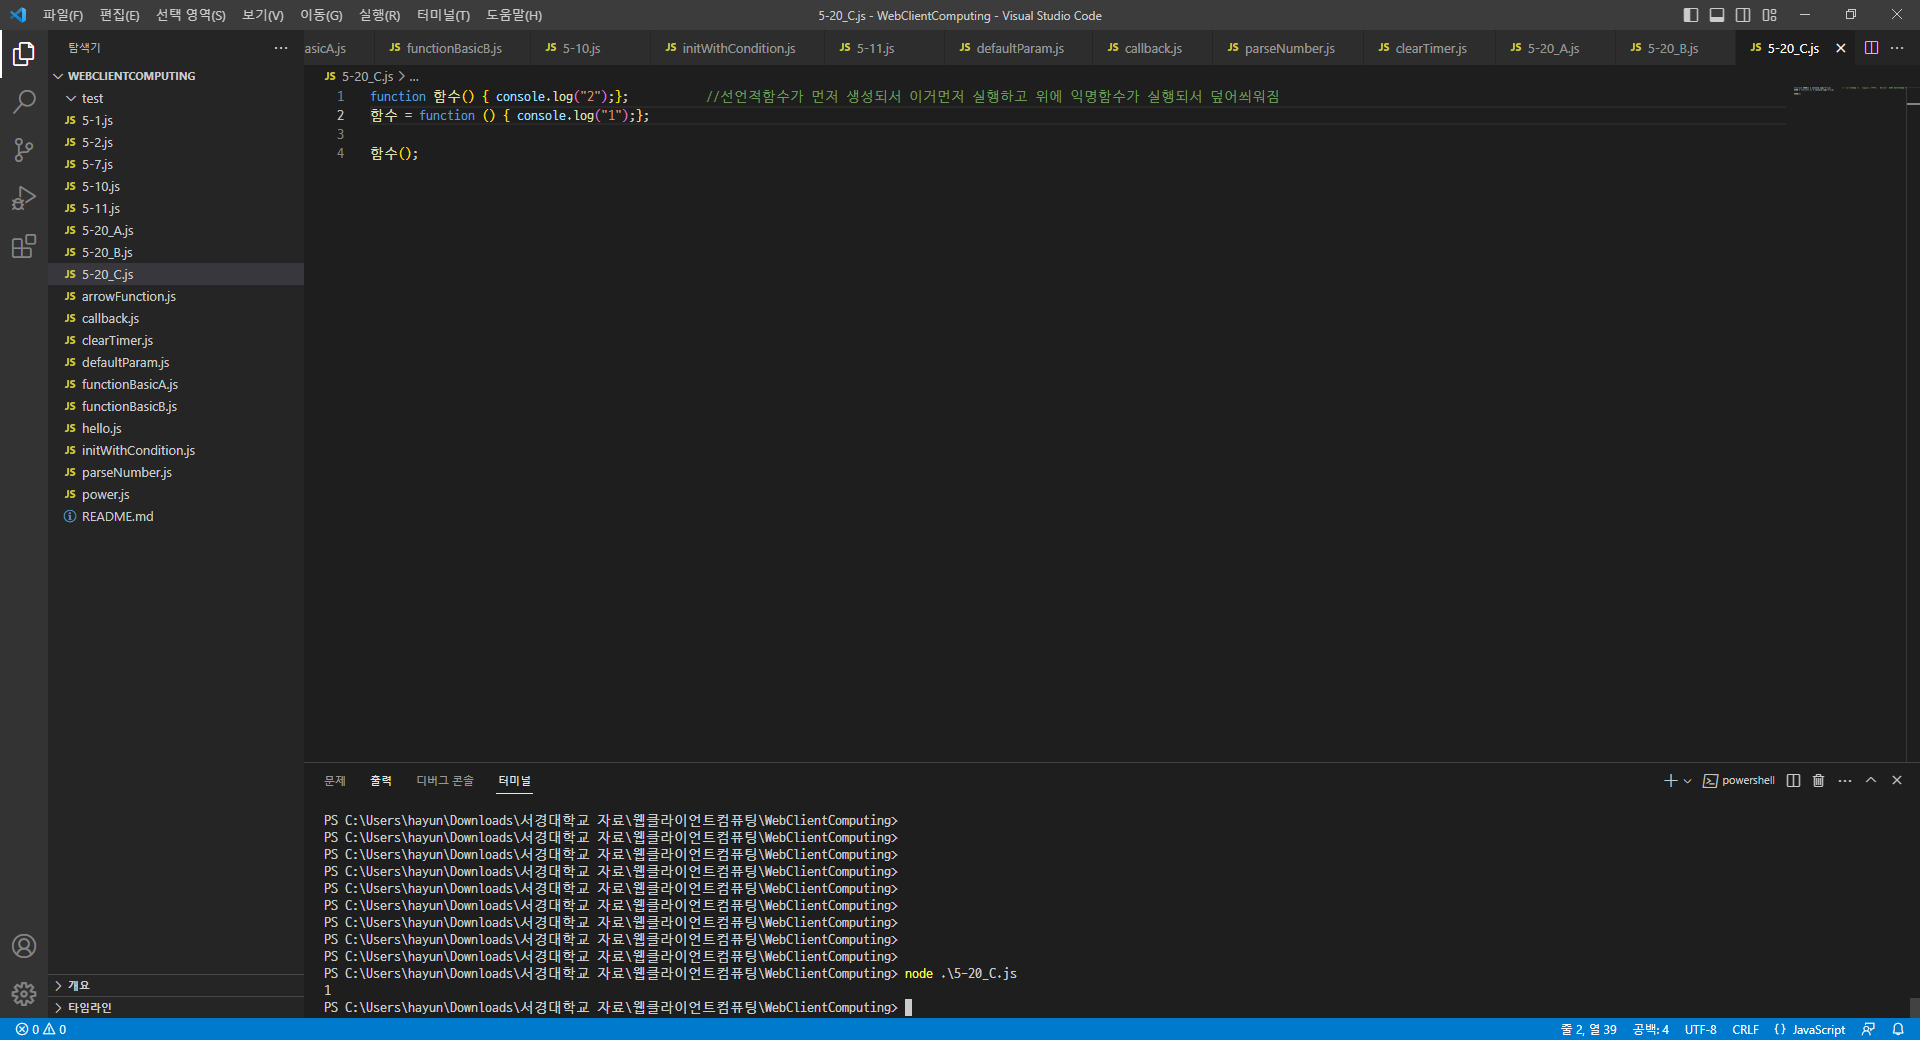 파일(F) 편집(E) 선택 영역(S) 보기(V) 이동(G) 실행(R) 터미널(T) 도움말(H) 5-20_C.js - WebClientComputing - Visual Studio Code
탐색기
asicA.js JS functionBasicB.js JS 5-10.js JS initWithCondition.js JS 5-11.js JS defaultParam.js JS callback.js JS parseNumber.js JS clearTimer.js JS 5-20_A.js JS 5-20_B.js JS 5-20_C.js
WEBCLIENTCOMPUTING
test
JS 5-1.js
JS 5-2.js
JS 5-7.js
JS 5-10.js
JS 5-11.js
JS 5-20_A.js
JS 5-20_B.js
JS 5-20_C.js
JS arrowFunction.js
JS callback.js
JS clearTimer.js
JS defaultParam.js
JS functionBasicA.js
JS functionBasicB.js
JS hello.js
JS initWithCondition.js
JS parseNumber.js
JS power.js
README.md
개요
타임라인
JS 5-20_C.js > ...
1 function 함수() { console.log("2");}; //선언적함수가 먼저 생성되서 이거먼저 실행하고 위에 익명함수가 실행되서 덮어씌워짐
2 함수 = function () { console.log("1");};
3
4 함수();
문제 출력 디버그 콘솔 터미널 powershell
PS C:\Users\hayun\Downloads\서경대학교 자료\웹클라이언트컴퓨팅\WebClientComputing>
PS C:\Users\hayun\Downloads\서경대학교 자료\웹클라이언트컴퓨팅\WebClientComputing>
PS C:\Users\hayun\Downloads\서경대학교 자료\웹클라이언트컴퓨팅\WebClientComputing>
PS C:\Users\hayun\Downloads\서경대학교 자료\웹클라이언트컴퓨팅\WebClientComputing>
PS C:\Users\hayun\Downloads\서경대학교 자료\웹클라이언트컴퓨팅\WebClientComputing>
PS C:\Users\hayun\Downloads\서경대학교 자료\웹클라이언트컴퓨팅\WebClientComputing>
PS C:\Users\hayun\Downloads\서경대학교 자료\웹클라이언트컴퓨팅\WebClientComputing>
PS C:\Users\hayun\Downloads\서경대학교 자료\웹클라이언트컴퓨팅\WebClientComputing>
PS C:\Users\hayun\Downloads\서경대학교 자료\웹클라이언트컴퓨팅\WebClientComputing>
PS C:\Users\hayun\Downloads\서경대학교 자료\웹클라이언트컴퓨팅\WebClientComputing> node .\5-20_C.js
1
PS C:\Users\hayun\Downloads\서경대학교 자료\웹클라이언트컴퓨팅\WebClientComputing>
0 0 줄 2, 열 39 공백: 4 UTF-8 CRLF {} JavaScript